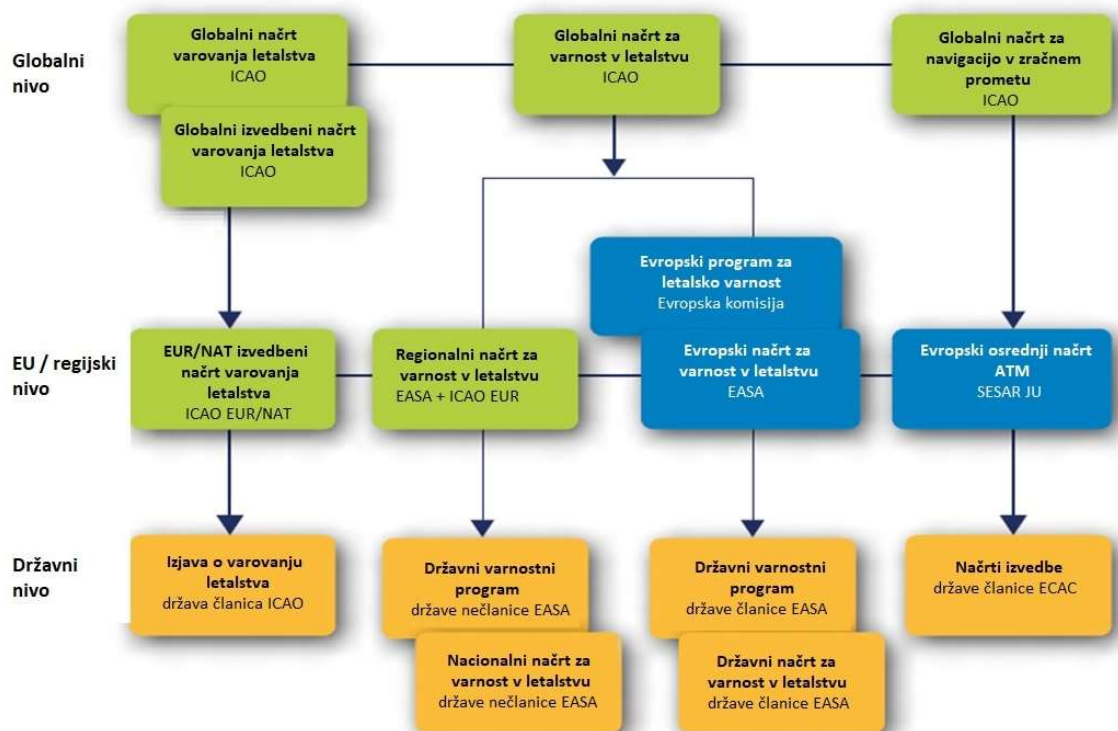 Globalni
nivo
Globalni načrt
varovanja letalstva
ICAO
Globalni izvedbeni načrt
varovanja letalstva
ICAO
Globalni načrt za
varnost v letalstvu
ICAO
Globalni načrt za
navigacijo v zračnem
prometu
ICAO
EU / regijski
nivo
EUR/NAT izvedbeni
načrt varovanja
letalstva
ICAO EUR/NAT
Regionalni načrt za
varnost v letalstvu
EASA + ICAO EUR
Evropski program za
letalsko varnost
Evropska komisija
Evropski načrt za
varnost v letalstvu
EASA
Evropski osrednji načrt
ATM
SESAR JU
Državni
nivo
Izjava o varovanju
letalstva
država članica ICAO
Državni varnostni
program
države nečlanice EASA
Nacionalni načrt za
varnost v letalstvu
države nečlanice EASA
Državni varnostni
program
države članice EASA
Državni načrt za
varnost v letalstvu
države članice EASA
Načrti izvedbe
države članice ECAC